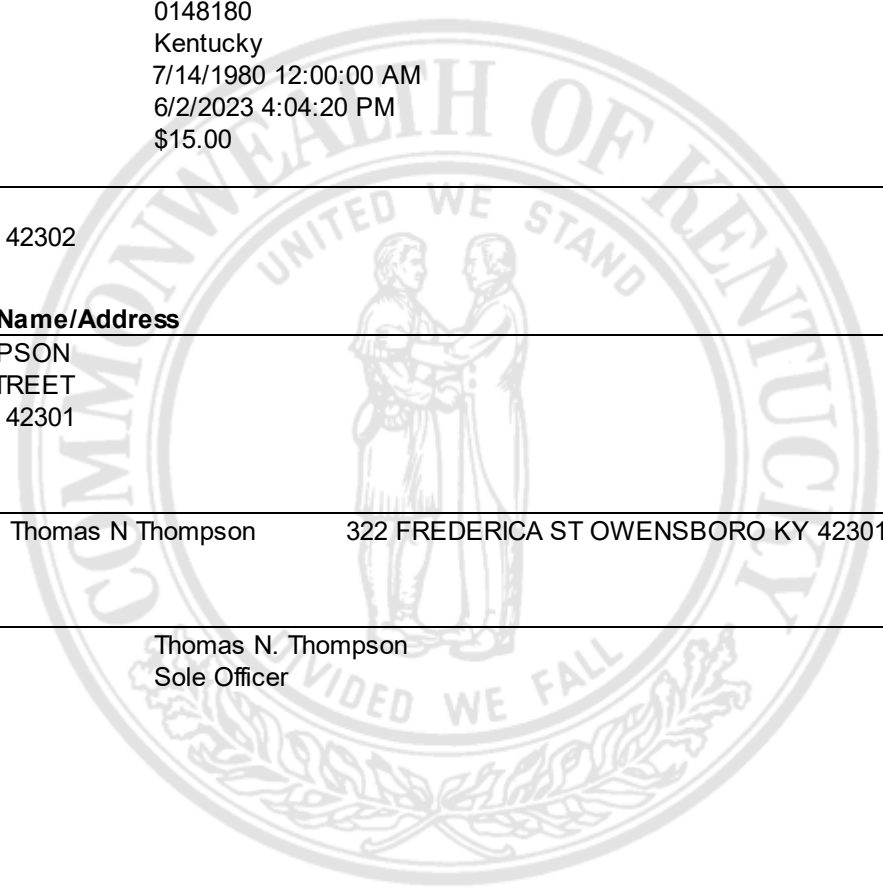 0148180
Kentucky
7/14/1980 12:00:00 AM
6/2/2023 4:04:20 PM
$15.00
42302
Name/Address
PSON
TREET
42301
Thomas N Thompson 322 FREDERICA ST OWENSBORO KY 42301
Thomas N. Thompson
Sole Officer
COMMONWEALTH OF KENTUCKY
UNITED WE STAND
DIVIDED WE FALL